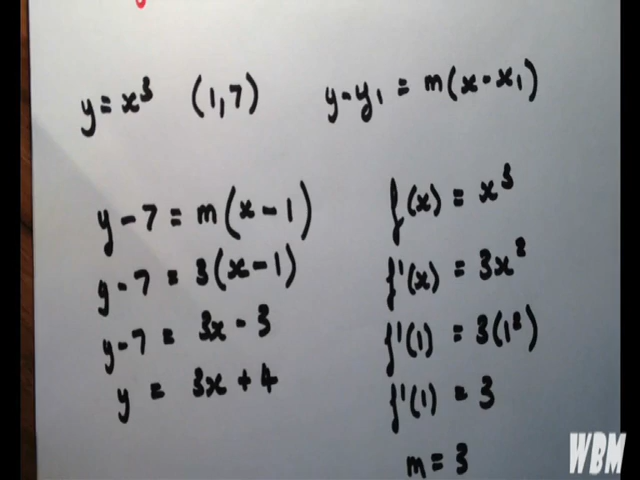 y = x³ (1,7) y-y₁ = m(x-x₁)
y-7 = m(x-1)
y-7 = 3(x-1)
y-7 = 3x-3
y = 3x+4
f(x) = x³
f'(x) = 3x²
f'(1) = 3(1²)
f'(1) = 3
m = 3
WBM